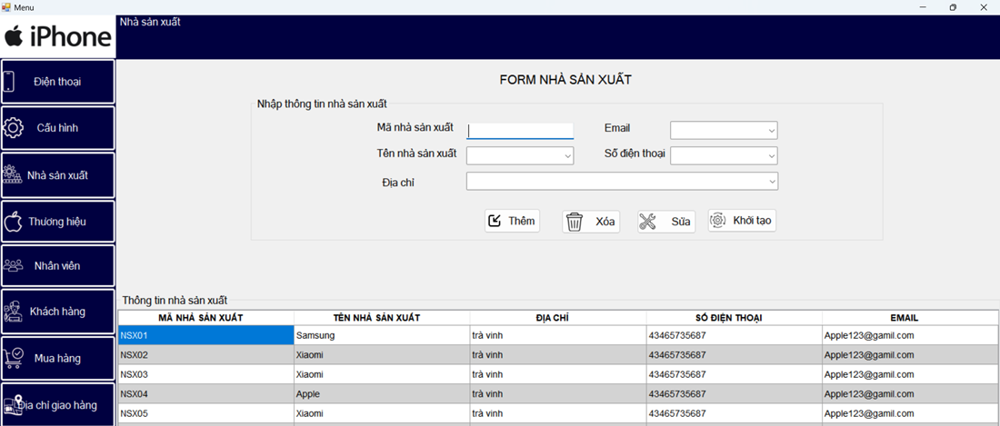 Menu
iPhone
Nhà sản xuất
Điện thoại
Cấu hình
Nhà sản xuất
Thương hiệu
Nhân viên
Khách hàng
Mua hàng
Địa chỉ giao hàng
FORM NHÀ SẢN XUẤT
Nhập thông tin nhà sản xuất
Mã nhà sản xuất
Email
Tên nhà sản xuất
Số điện thoại
Địa chỉ
Thêm
Xóa
Sửa
Khởi tạo
Thông tin nhà sản xuất
MÃ NHÀ SẢN XUẤT TÊN NHÀ SẢN XUẤT ĐỊA CHỈ SỐ ĐIỆN THOẠI EMAIL
NSX01 Samsung trà vinh 43465735687 Apple123@gamil.com
NSX02 Xiaomi trà vinh 43465735687 Apple123@gamil.com
NSX03 Xiaomi trà vinh 43465735687 Apple123@gamil.com
NSX04 Apple trà vinh 43465735687 Apple123@gamil.com
NSX05 Xiaomi trà vinh 43465735687 Apple123@gamil.com